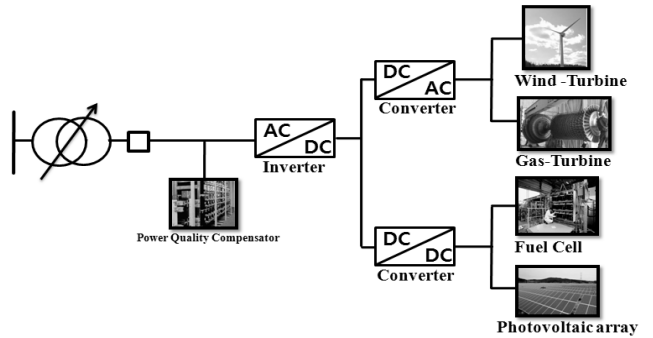 AC
DC
Inverter
Power Quality Compensator
DC
AC
Converter
Wind -Turbine
Gas-Turbine
DC
DC
Converter
Fuel Cell
Photovoltaic array